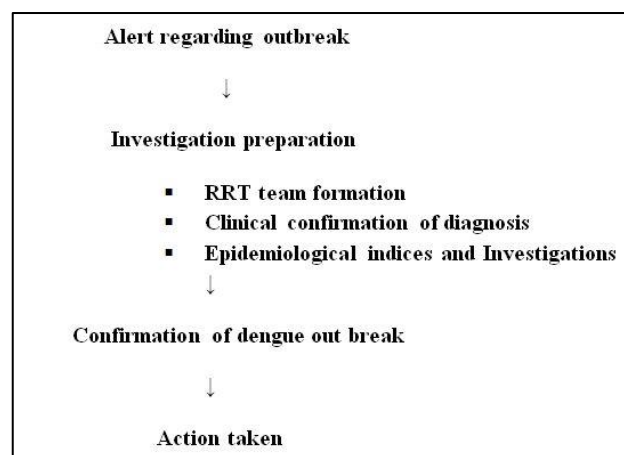 Alert regarding outbreak
↓
Investigation preparation
▪ RRT team formation
▪ Clinical confirmation of diagnosis
▪ Epidemiological indices and Investigations
↓
Confirmation of dengue out break
↓
Action taken